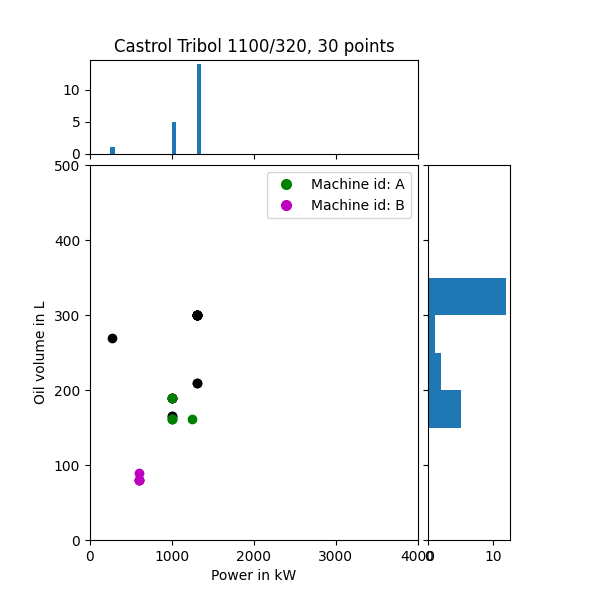 Castrol Tribol 1100/320, 30 points
10
5
0
500
400
300
200
100
0
Machine id: A
Machine id: B
Oil volume in L
0 1000 2000 3000 4000
0 10
Power in kW